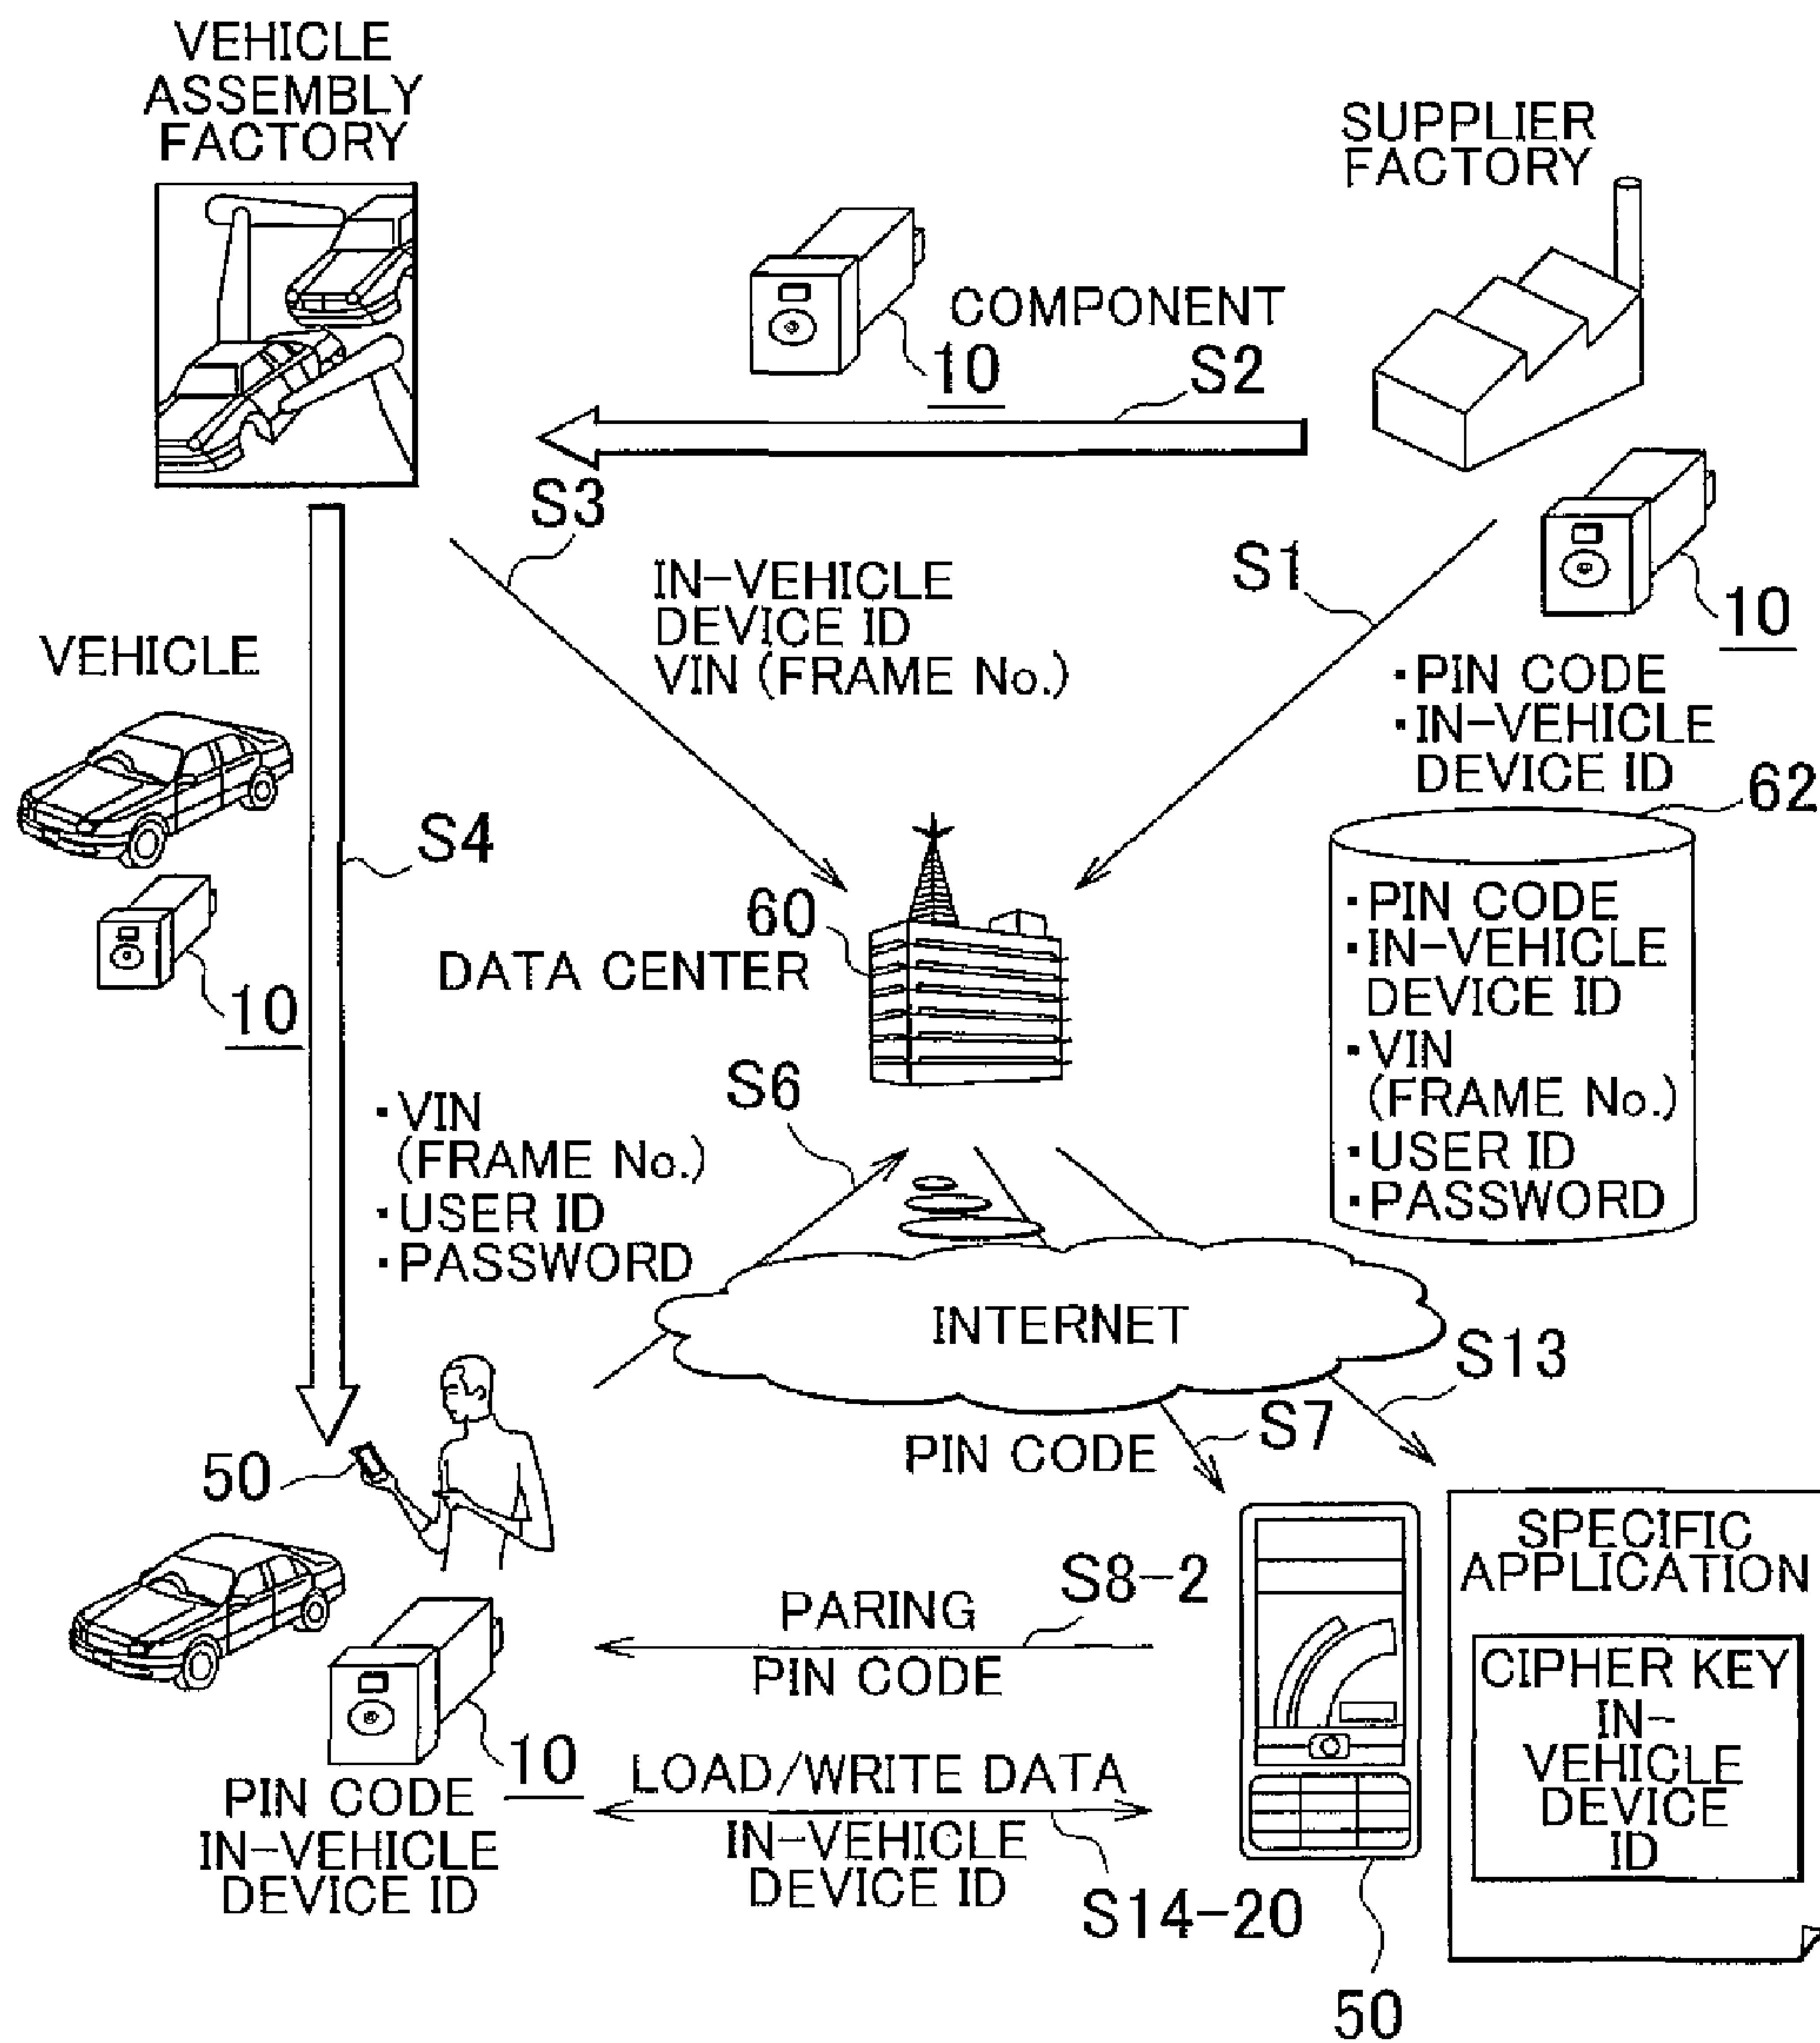 VEHICLE
ASSEMBLY
FACTORY
SUPPLIER
FACTORY
COMPONENT
10
S2
S3
S1
IN-VEHICLE
DEVICE ID
VIN (FRAME No.)
10
・PIN CODE
・IN-VEHICLE
DEVICE ID
VEHICLE
S4
10
62
・PIN CODE
・IN-VEHICLE
DEVICE ID
・VIN
(FRAME No.)
・USER ID
・PASSWORD
60
DATA CENTER
S6
・VIN
(FRAME No.)
・USER ID
・PASSWORD
INTERNET
S13
S7
PIN CODE
50
SPECIFIC
APPLICATION
CIPHER KEY
IN-
VEHICLE
DEVICE
ID
S8-2
PARING
PIN CODE
10
PIN CODE
IN-VEHICLE
DEVICE ID
LOAD/WRITE DATA
IN-VEHICLE
DEVICE ID
S14-20
50